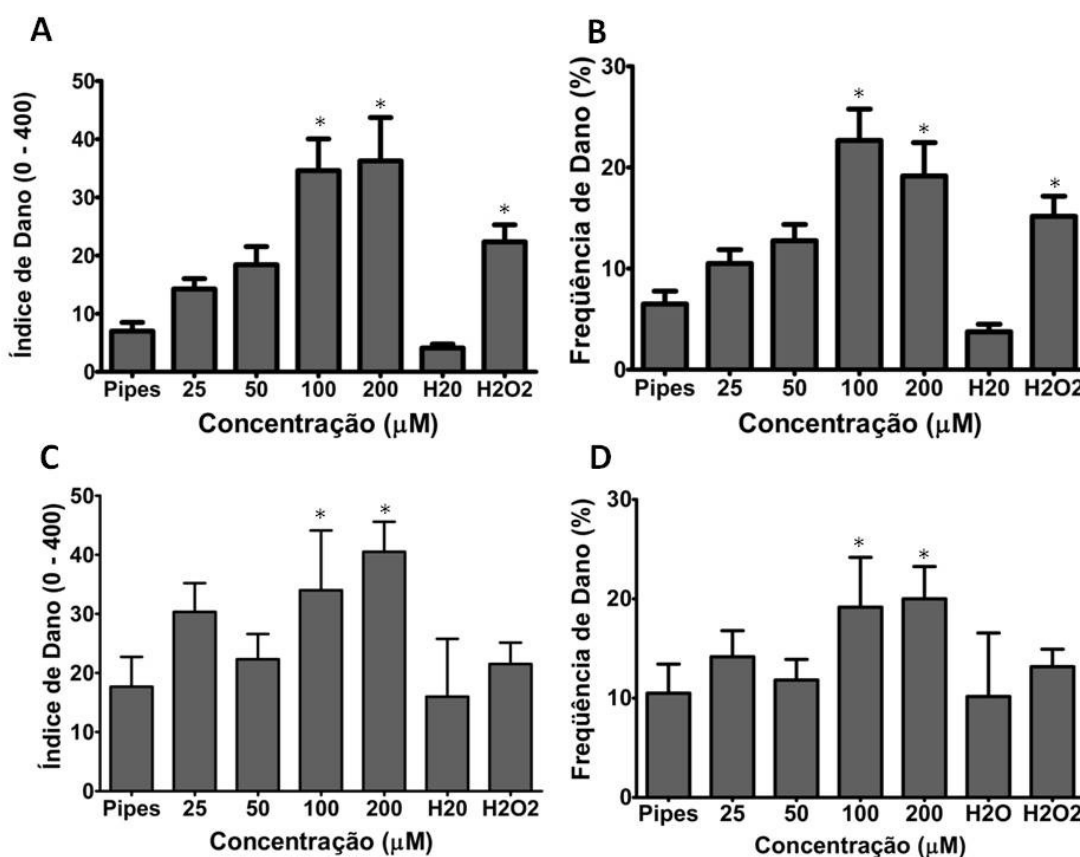 A
Índice de Dano (0 - 400)
50
40
30
20
10
0
*
*
*
Pipes 25 50 100 200 H20 H2O2
Concentração (μM)
B
Freqüência de Dano (%)
30
20
10
0
*
*
*
Pipes 25 50 100 200 H20 H2O2
Concentração (μM)
C
Índice de Dano (0 - 400)
50
40
30
20
10
0
*
*
Pipes 25 50 100 200 H20 H2O2
Concentração (μM)
D
Freqüência de Dano (%)
30
20
10
0
*
*
Pipes 25 50 100 200 H2O H2O2
Concentração (μM)